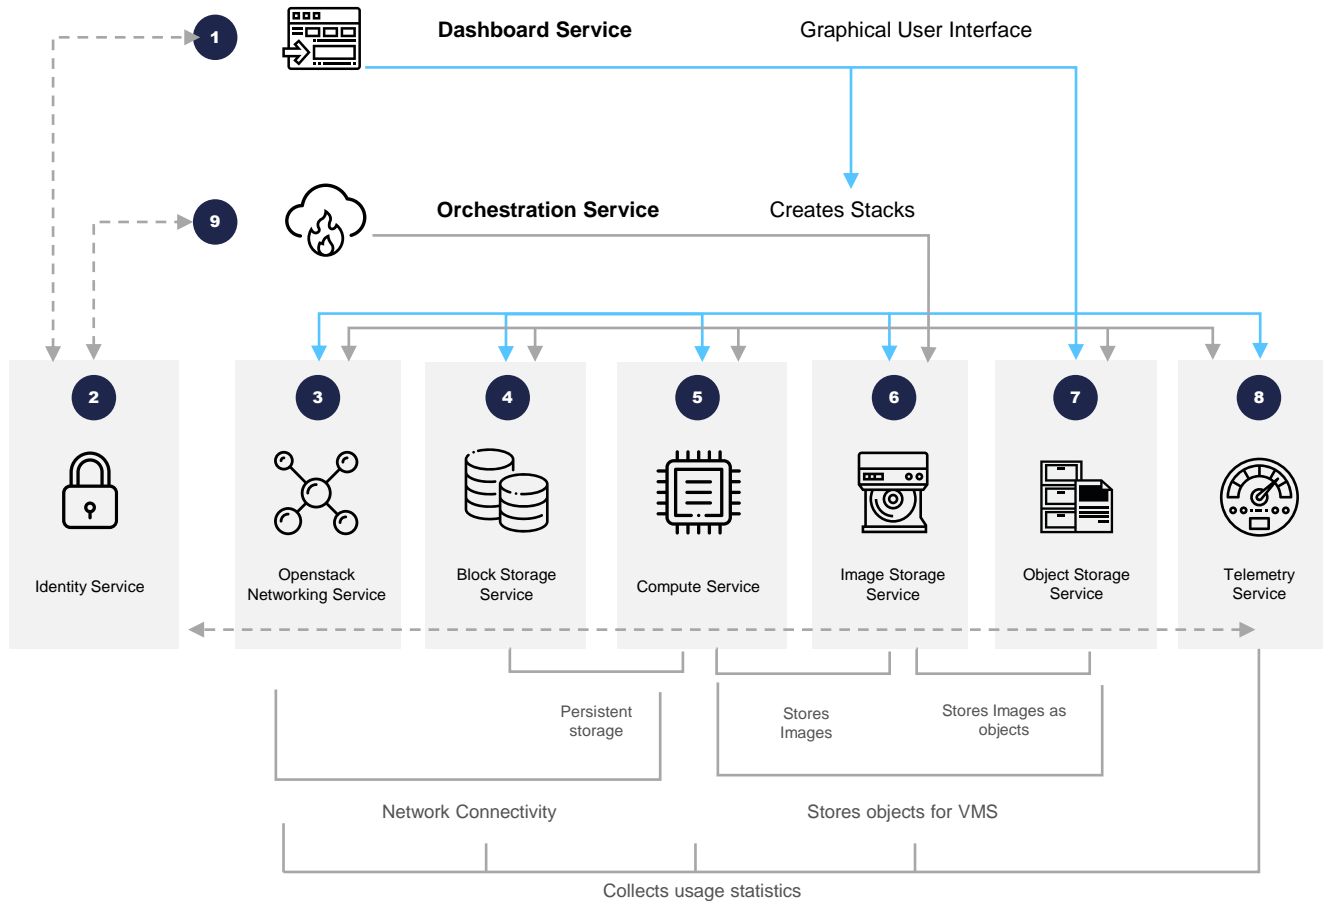 1
Dashboard Service
Graphical User Interface
9
Orchestration Service
Creates Stacks
2
3
4
5
6
7
8
Identity Service
Openstack
Networking Service
Block Storage
Service
Compute Service
Image Storage
Service
Object Storage
Service
Telemetry
Service
Persistent
storage
Stores
Images
Stores Images as
objects
Network Connectivity
Stores objects for VMS
Collects usage statistics